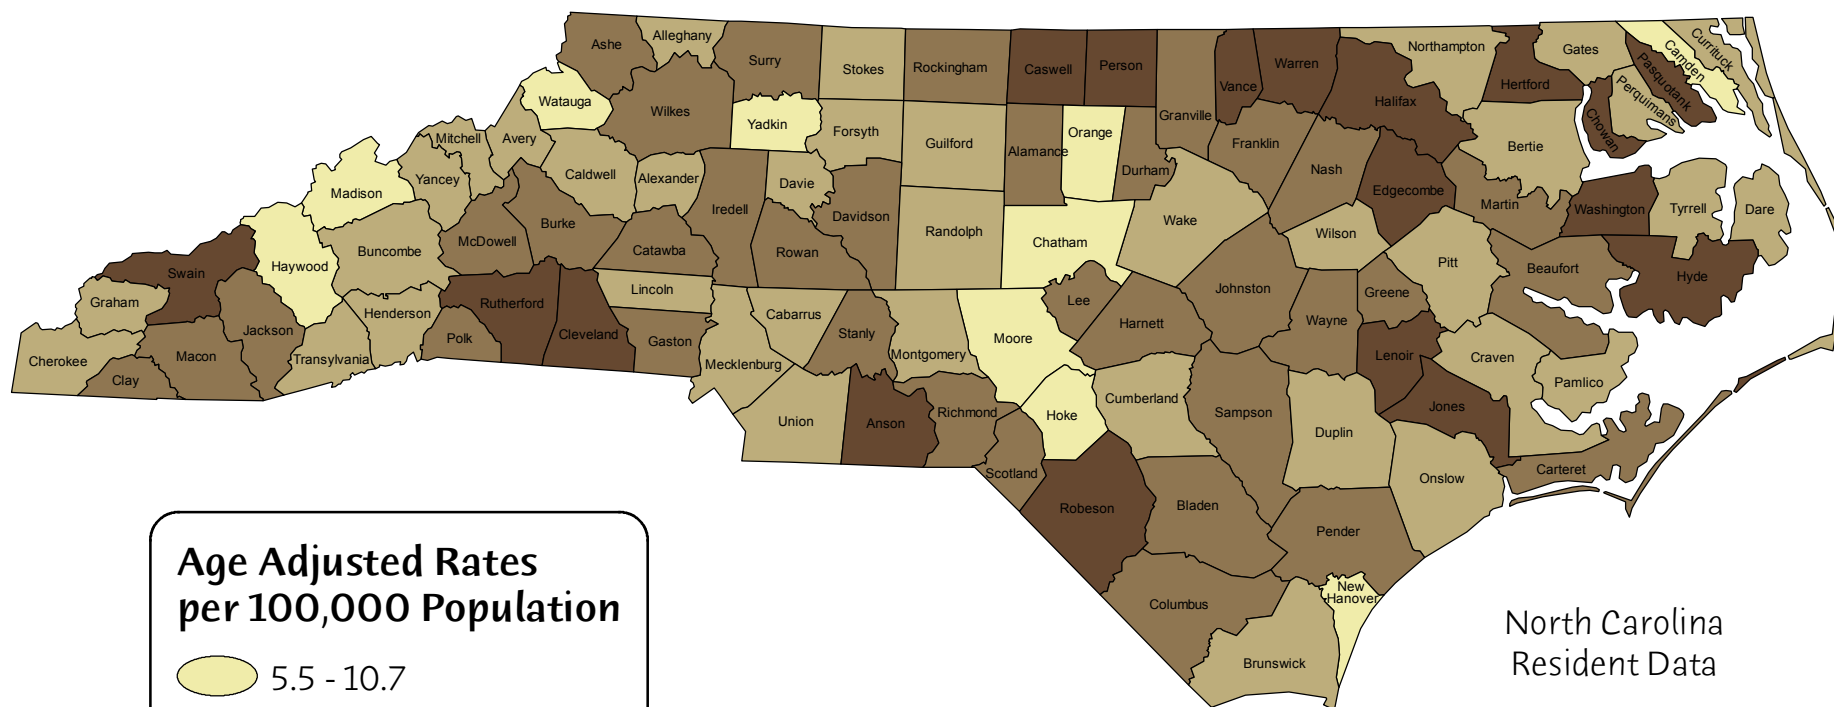 Ashe
Alleghany
Surry
Stokes
Rockingham
Caswell
Person
Granville
Vance
Warren
Halifax
Northampton
Hertford
Gates
Camden
Currituck
Pasquotank
Perquimans
Chowan
Watauga
Wilkes
Yadkin
Forsyth
Guilford
Alamance
Orange
Durham
Franklin
Nash
Edgecombe
Bertie
Martin
Washington
Tyrrell
Dare
Mitchell
Avery
Caldwell
Alexander
Davie
Iredell
Davidson
Randolph
Chatham
Wake
Wilson
Pitt
Beaufort
Hyde
Madison
Yancey
Burke
McDowell
Catawba
Rowan
Buncombe
Haywood
Swain
Graham
Jackson
Henderson
Rutherford
Cleveland
Lincoln
Gaston
Polk
Cabarrus
Stanly
Montgomery
Moore
Lee
Harnett
Johnston
Wayne
Greene
Lenoir
Craven
Pamlico
Cherokee
Clay
Macon
Transylvania
Mecklenburg
Union
Anson
Richmond
Scotland
Hoke
Cumberland
Sampson
Duplin
Jones
Onslow
Carteret
Robeson
Bladen
Pender
Columbus
Brunswick
New
Hanover
Age Adjusted Rates
per 100,000 Population
5.5 - 10.7
North Carolina
Resident Data